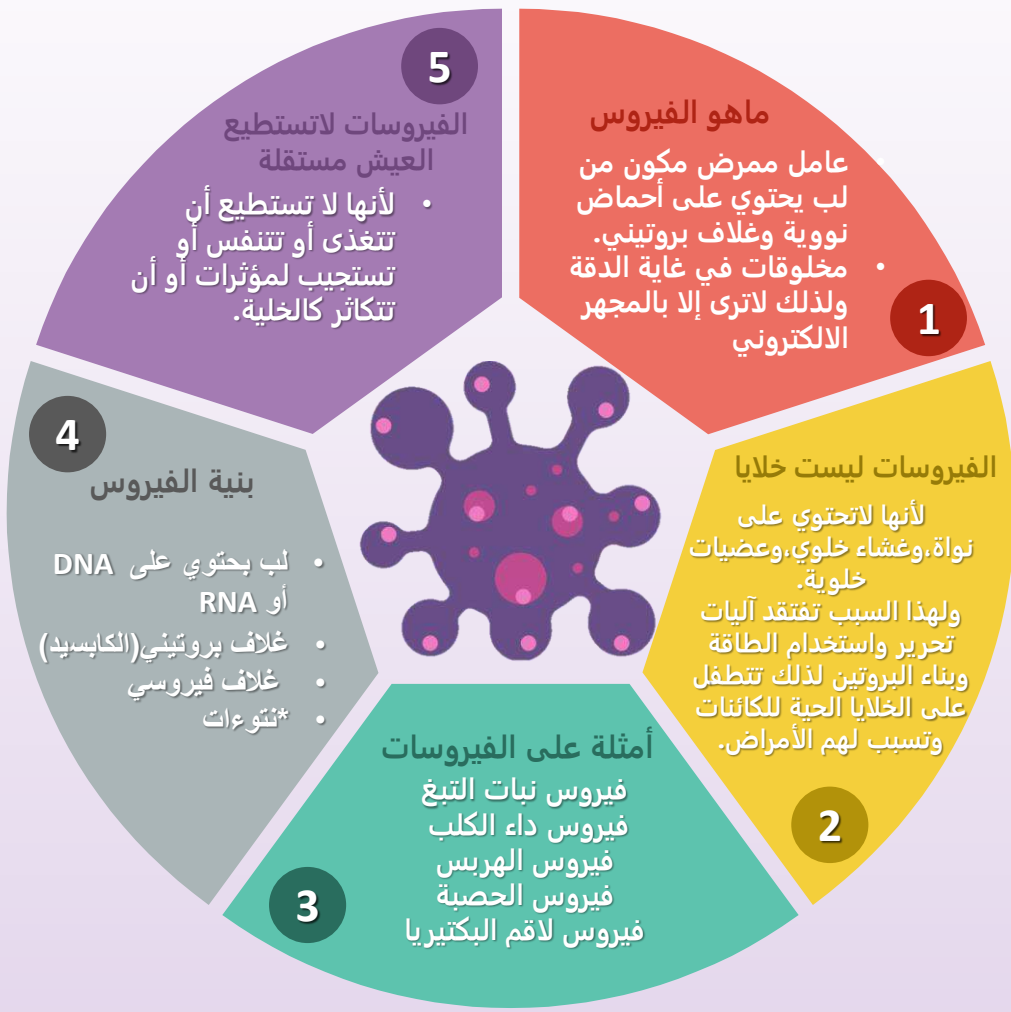 1
ماهو الفيروس
• عامل ممرض مكون من
لب يحتوي على أحماض
نووية وغلاف بروتيني.
• مخلوقات في غاية الدقة
ولذلك لاترى إلا بالمجهر
الالكتروني
2
الفيروسات ليست خلايا
لأنها لاتحتوي على
نواة،وغشاء خلوي،وعضيات
خلوية.
ولهذا السبب تفتقد آليات
تحرير واستخدام الطاقة
وبناء البروتين لذلك تتطفل
على الخلايا الحية للكائنات
وتسبب لهم الأمراض.
3
أمثلة على الفيروسات
فيروس نبات التبغ
فيروس داء الكلب
فيروس الهربس
فيروس الحصبة
فيروس لاقم البكتيريا
4
بنية الفيروس
• لب بحتوي على DNA
أو RNA
• غلاف بروتيني(الكابسيد)
• غلاف فيروسي
• *نتوءات
5
الفيروسات لاتستطيع
العيش مستقلة
• لأنها لا تستطيع أن
تتغذى أو تتنفس أو
تستجيب لمؤثرات أو أن
تتكاثر كالخلية.